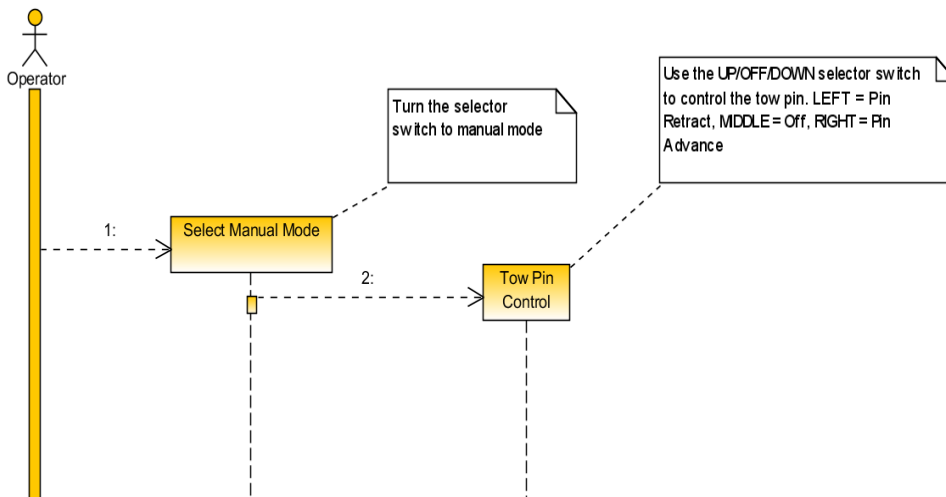 Operator
Turn the selector
switch to manual mode
Use the UP/OFF/DOWN selector switch
to control the tow pin. LEFT = Pin
Retract, MIDDLE = Off, RIGHT = Pin
Advance
1:
Select Manual Mode
2:
Tow Pin
Control